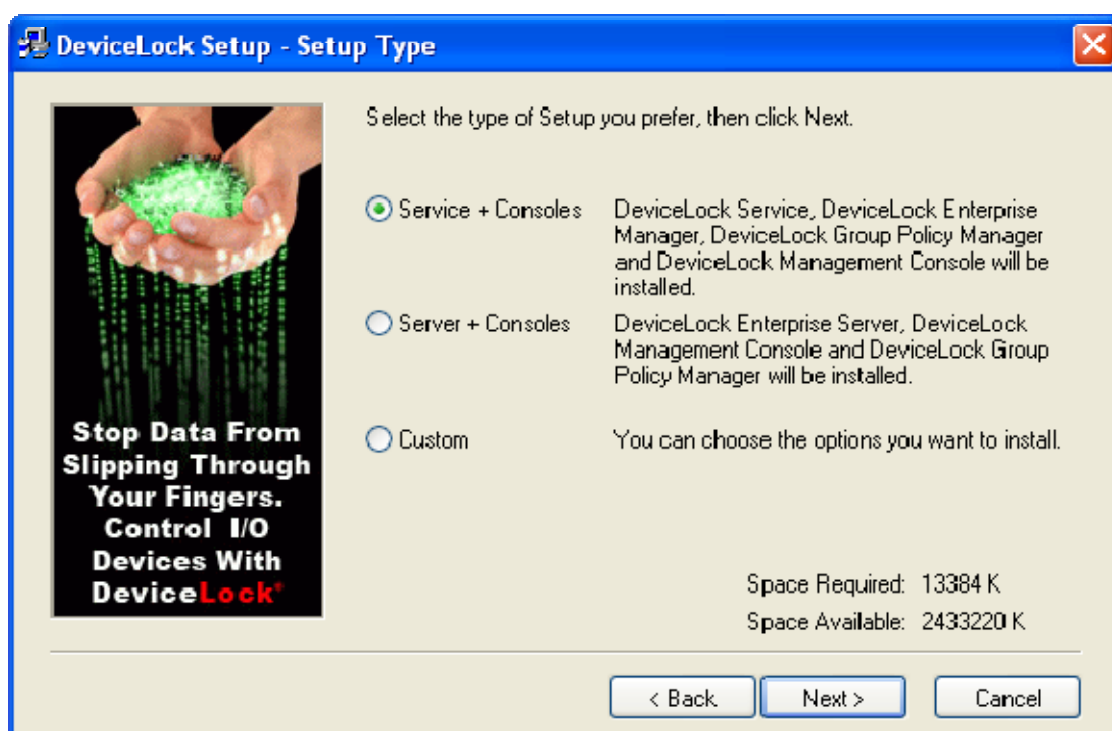 DeviceLock Setup - Setup Type
Select the type of Setup you prefer, then click Next.
Service + Consoles
DeviceLock Service, DeviceLock Enterprise
Manager, DeviceLock Group Policy Manager
and DeviceLock Management Console will be
installed.
Server + Consoles
DeviceLock Enterprise Server, DeviceLock
Management Console and DeviceLock Group
Policy Manager will be installed.
Custom
You can choose the options you want to install.
Stop Data From
Slipping Through
Your Fingers.
Control I/O
Devices With
DeviceLock®
Space Required: 13384 K
Space Available: 2433220 K
< Back
Next >
Cancel